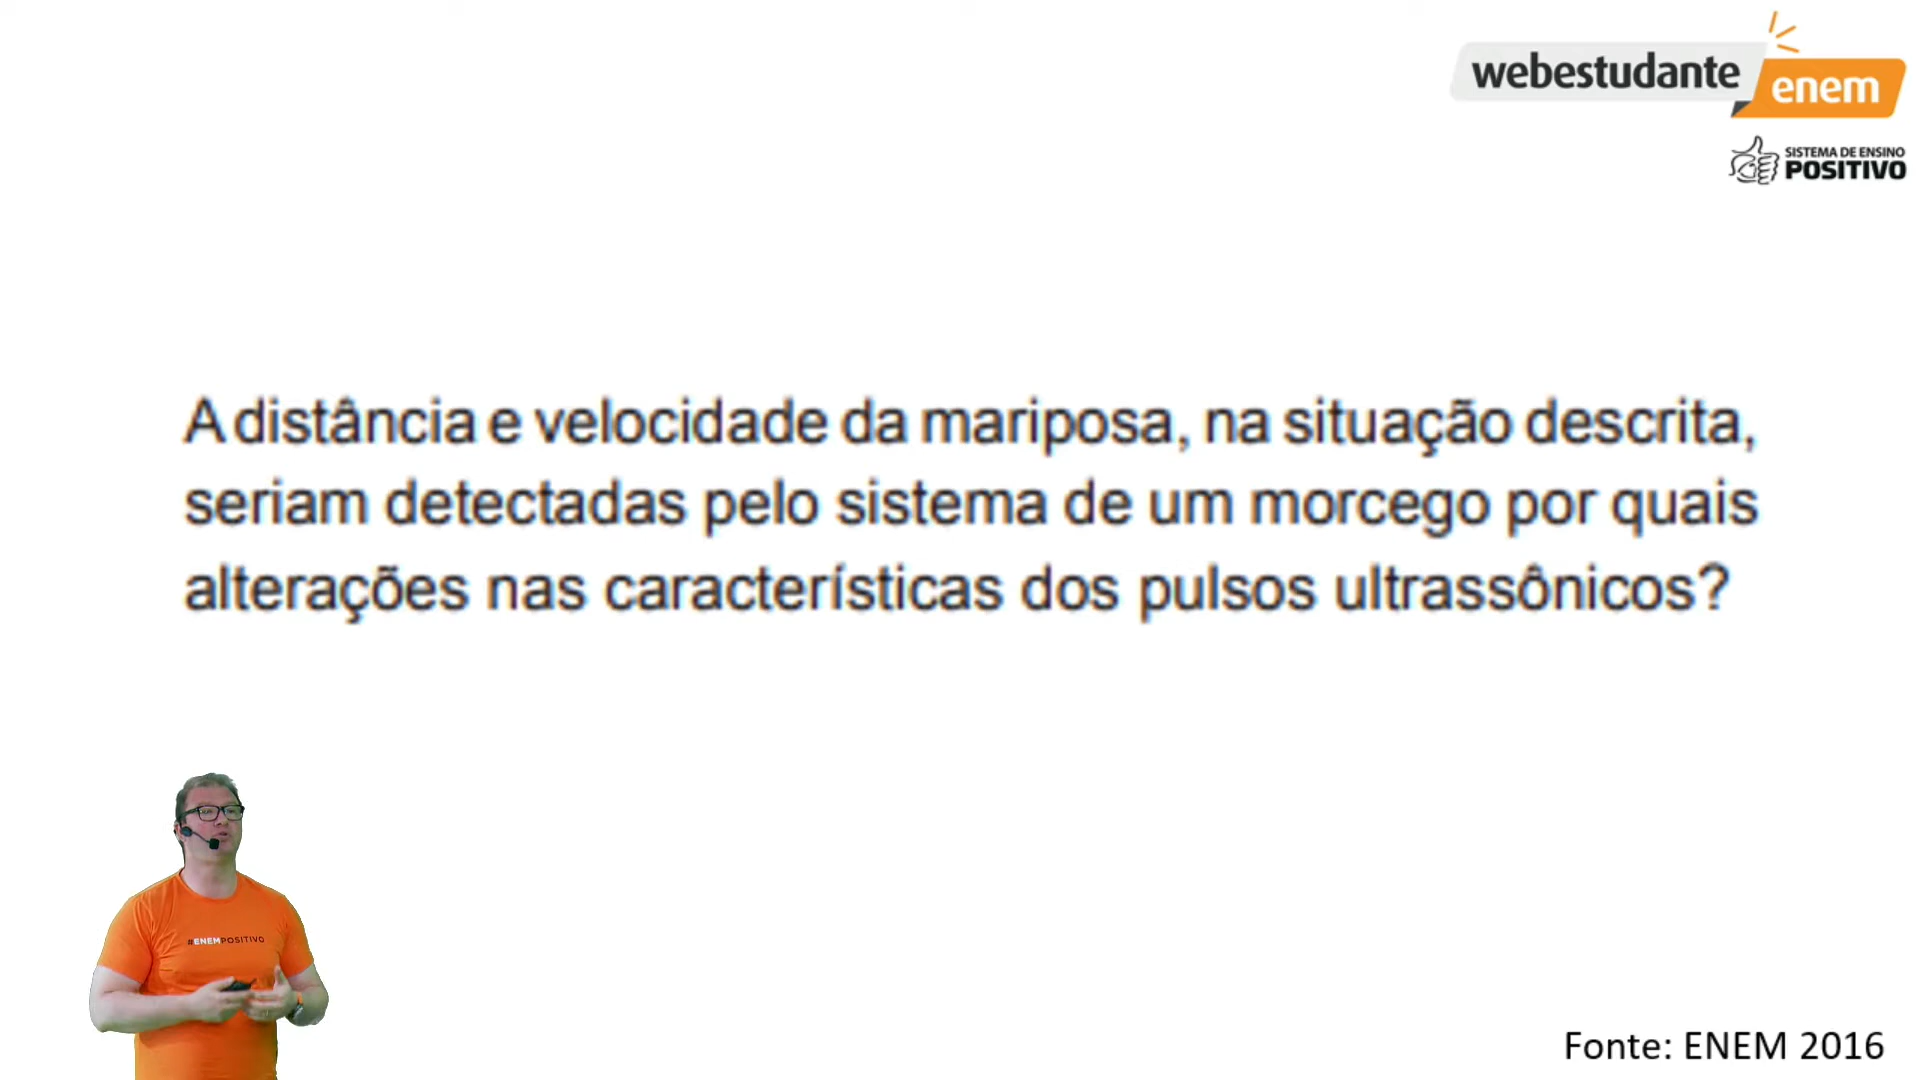 webestudante
enem
SISTEMA DE ENSINO
POSITIVO
A distância e velocidade da mariposa, na situação descrita,
seriam detectadas pelo sistema de um morcego por quais
alterações nas características dos pulsos ultrassônicos?
#ENEMPOSITIVO
Fonte: ENEM 2016